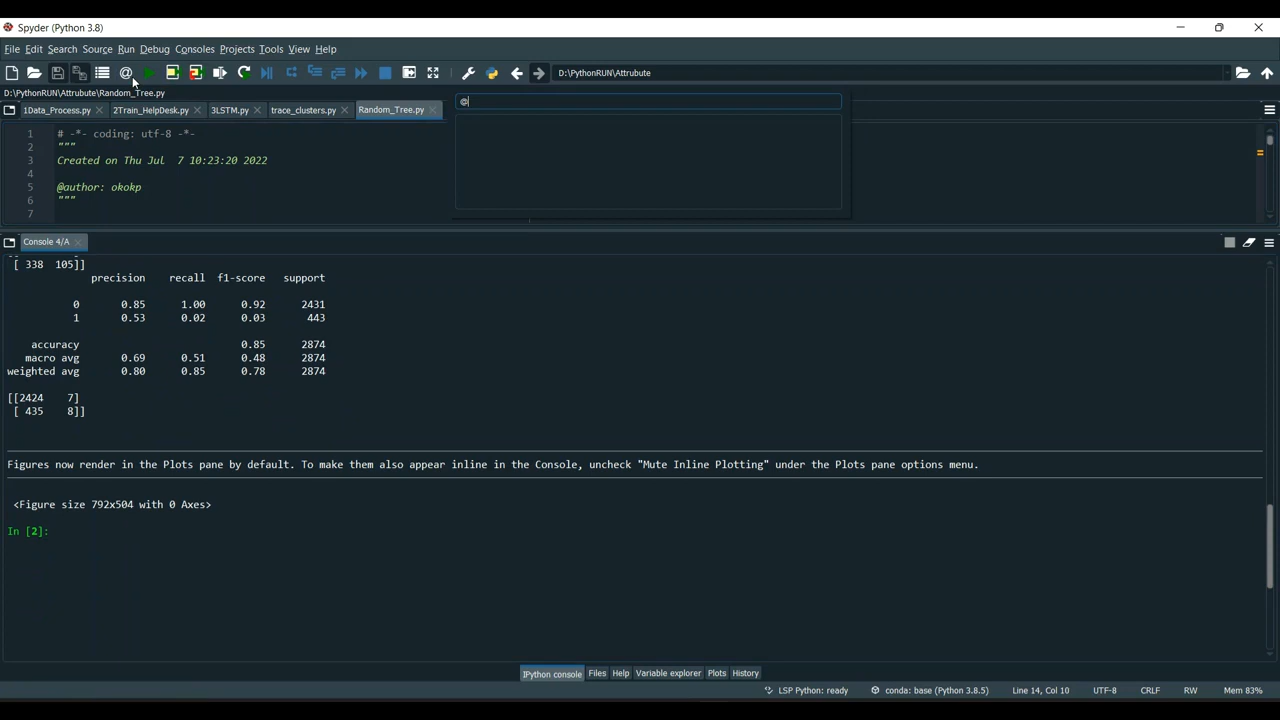 Spyder (Python 3.8)
File Edit Search Source Run Debug Consoles Projects Tools View Help
@ D:\PythonRUN\Attrubute
D:\PythonRUN\Attrubute\Random_Tree.py
@
1Data_Process.py 2Train_HelpDesk.py 3LSTM.py trace_clusters.py Random_Tree.py
1 # -*- coding: utf-8 -*-
2 """
3 Created on Thu Jul 7 10:23:20 2022
4
5 @author: okokp
6 """
7
Console 4/A
[ 338 105]]
precision recall f1-score support
0 0.85 1.00 0.92 2431
1 0.53 0.02 0.03 443
accuracy 0.85 2874
macro avg 0.69 0.51 0.48 2874
weighted avg 0.80 0.85 0.78 2874
[[2424 7]
[ 435 8]]
Figures now render in the Plots pane by default. To make them also appear inline in the Console, uncheck "Mute Inline Plotting" under the Plots pane options menu.
<Figure size 792x504 with 0 Axes>
In [2]:
IPython console Files Help Variable explorer Plots History
LSP Python: ready conda: base (Python 3.8.5) Line 14, Col 10 UTF-8 CRLF RW Mem 83%